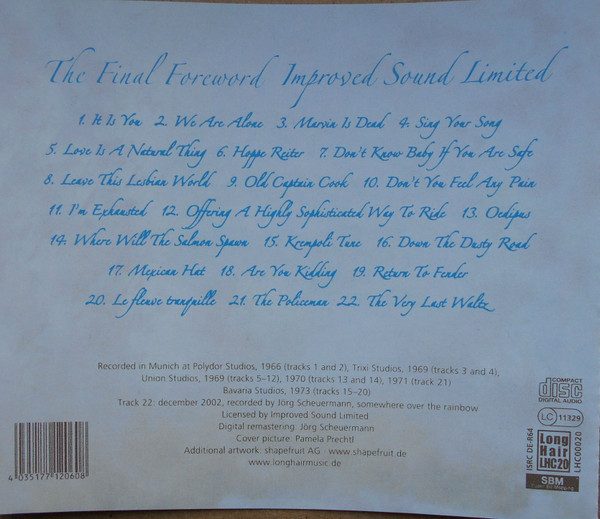 The Final Foreword Improved Sound Limited
1. It Is You 2. We Are Alone 3. Marvin Is Dead 4. Sing Your Song
5. Love Is A Natural Thing 6. Hoppe Reiter 7. Don't Know Baby If You Are Safe
8. Leave This Lesbian World 9. Old Captain Cook 10. Don't You Feel Any Pain
11. I'm Exhausted 12. Offering A Highly Sophisticated Way To Ride 13. Oedipus
14. Where Will The Salmon Spawn 15. Krempoli Tune 16. Down The Dusty Road
17. Mexican Hat 18. Are You Kidding 19. Return To Fender
20. Le fleuve tranquille 21. The Policeman 22. The Very Last Waltz
Recorded in Munich at Polydor Studios, 1966 (tracks 1 and 2), Trixi Studios, 1969 (tracks 3 and 4),
Union Studios, 1969 (tracks 5–12), 1970 (tracks 13 and 14), 1971 (track 21)
Bavaria Studios, 1973 (tracks 15–20)
Track 22: december 2002, recorded by Jörg Scheuermann, somewhere over the rainbow
Licensed by Improved Sound Limited
Digital remastering: Jörg Scheuermann
Cover picture: Pamela Prechtl
Additional artwork: shapefruit AG · www.shapefruit.de
www.longhairmusic.de
4 035177 120608
COMPACT
disc
DIGITAL AUDIO
LC 11329
ISRC DE-R64
Long
Hair
LHC20
LHC00020
SBM